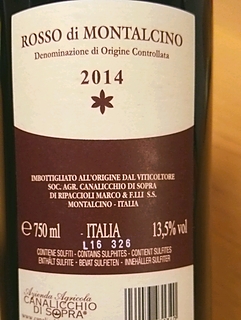 ROSSO di MONTALCINO
Denominazione di Origine Controllata
2014
IMBOTTIGLIATO ALL'ORIGINE DAL VITICOLTORE
SOC. AGR. CANALICCHIO DI SOPRA
DI RIPACCIOLI MARCO & F.LLI S.S.
MONTALCINO - ITALIA
℮ 750 ml - ITALIA 13,5% vol
L16 326
CONTIENE SOLFITI - CONTAINS SULPHITES - CONTIENT SULFITES
ENTHÄLT SULFITE - BEVAT SULFIETEN - INNEHÅLLER SULFITER
Azienda Agricola
CANALICCHIO
DI SOPRA